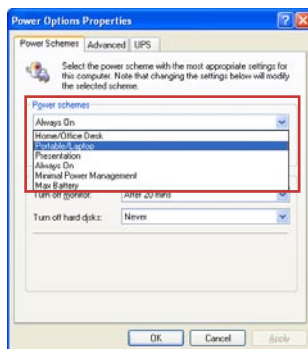 Power Options Properties
Power Schemes Advanced UPS
Select the power scheme with the most appropriate settings for
this computer. Note that changing the settings below will modify
the selected scheme.
Power schemes
Always On
Home/Office Desk
Portable/Laptop
Presentation
Always On
Minimal Power Management
Max Battery
Turn off monitor: After 20 mins
Turn off hard disks: Never
OK Cancel Apply